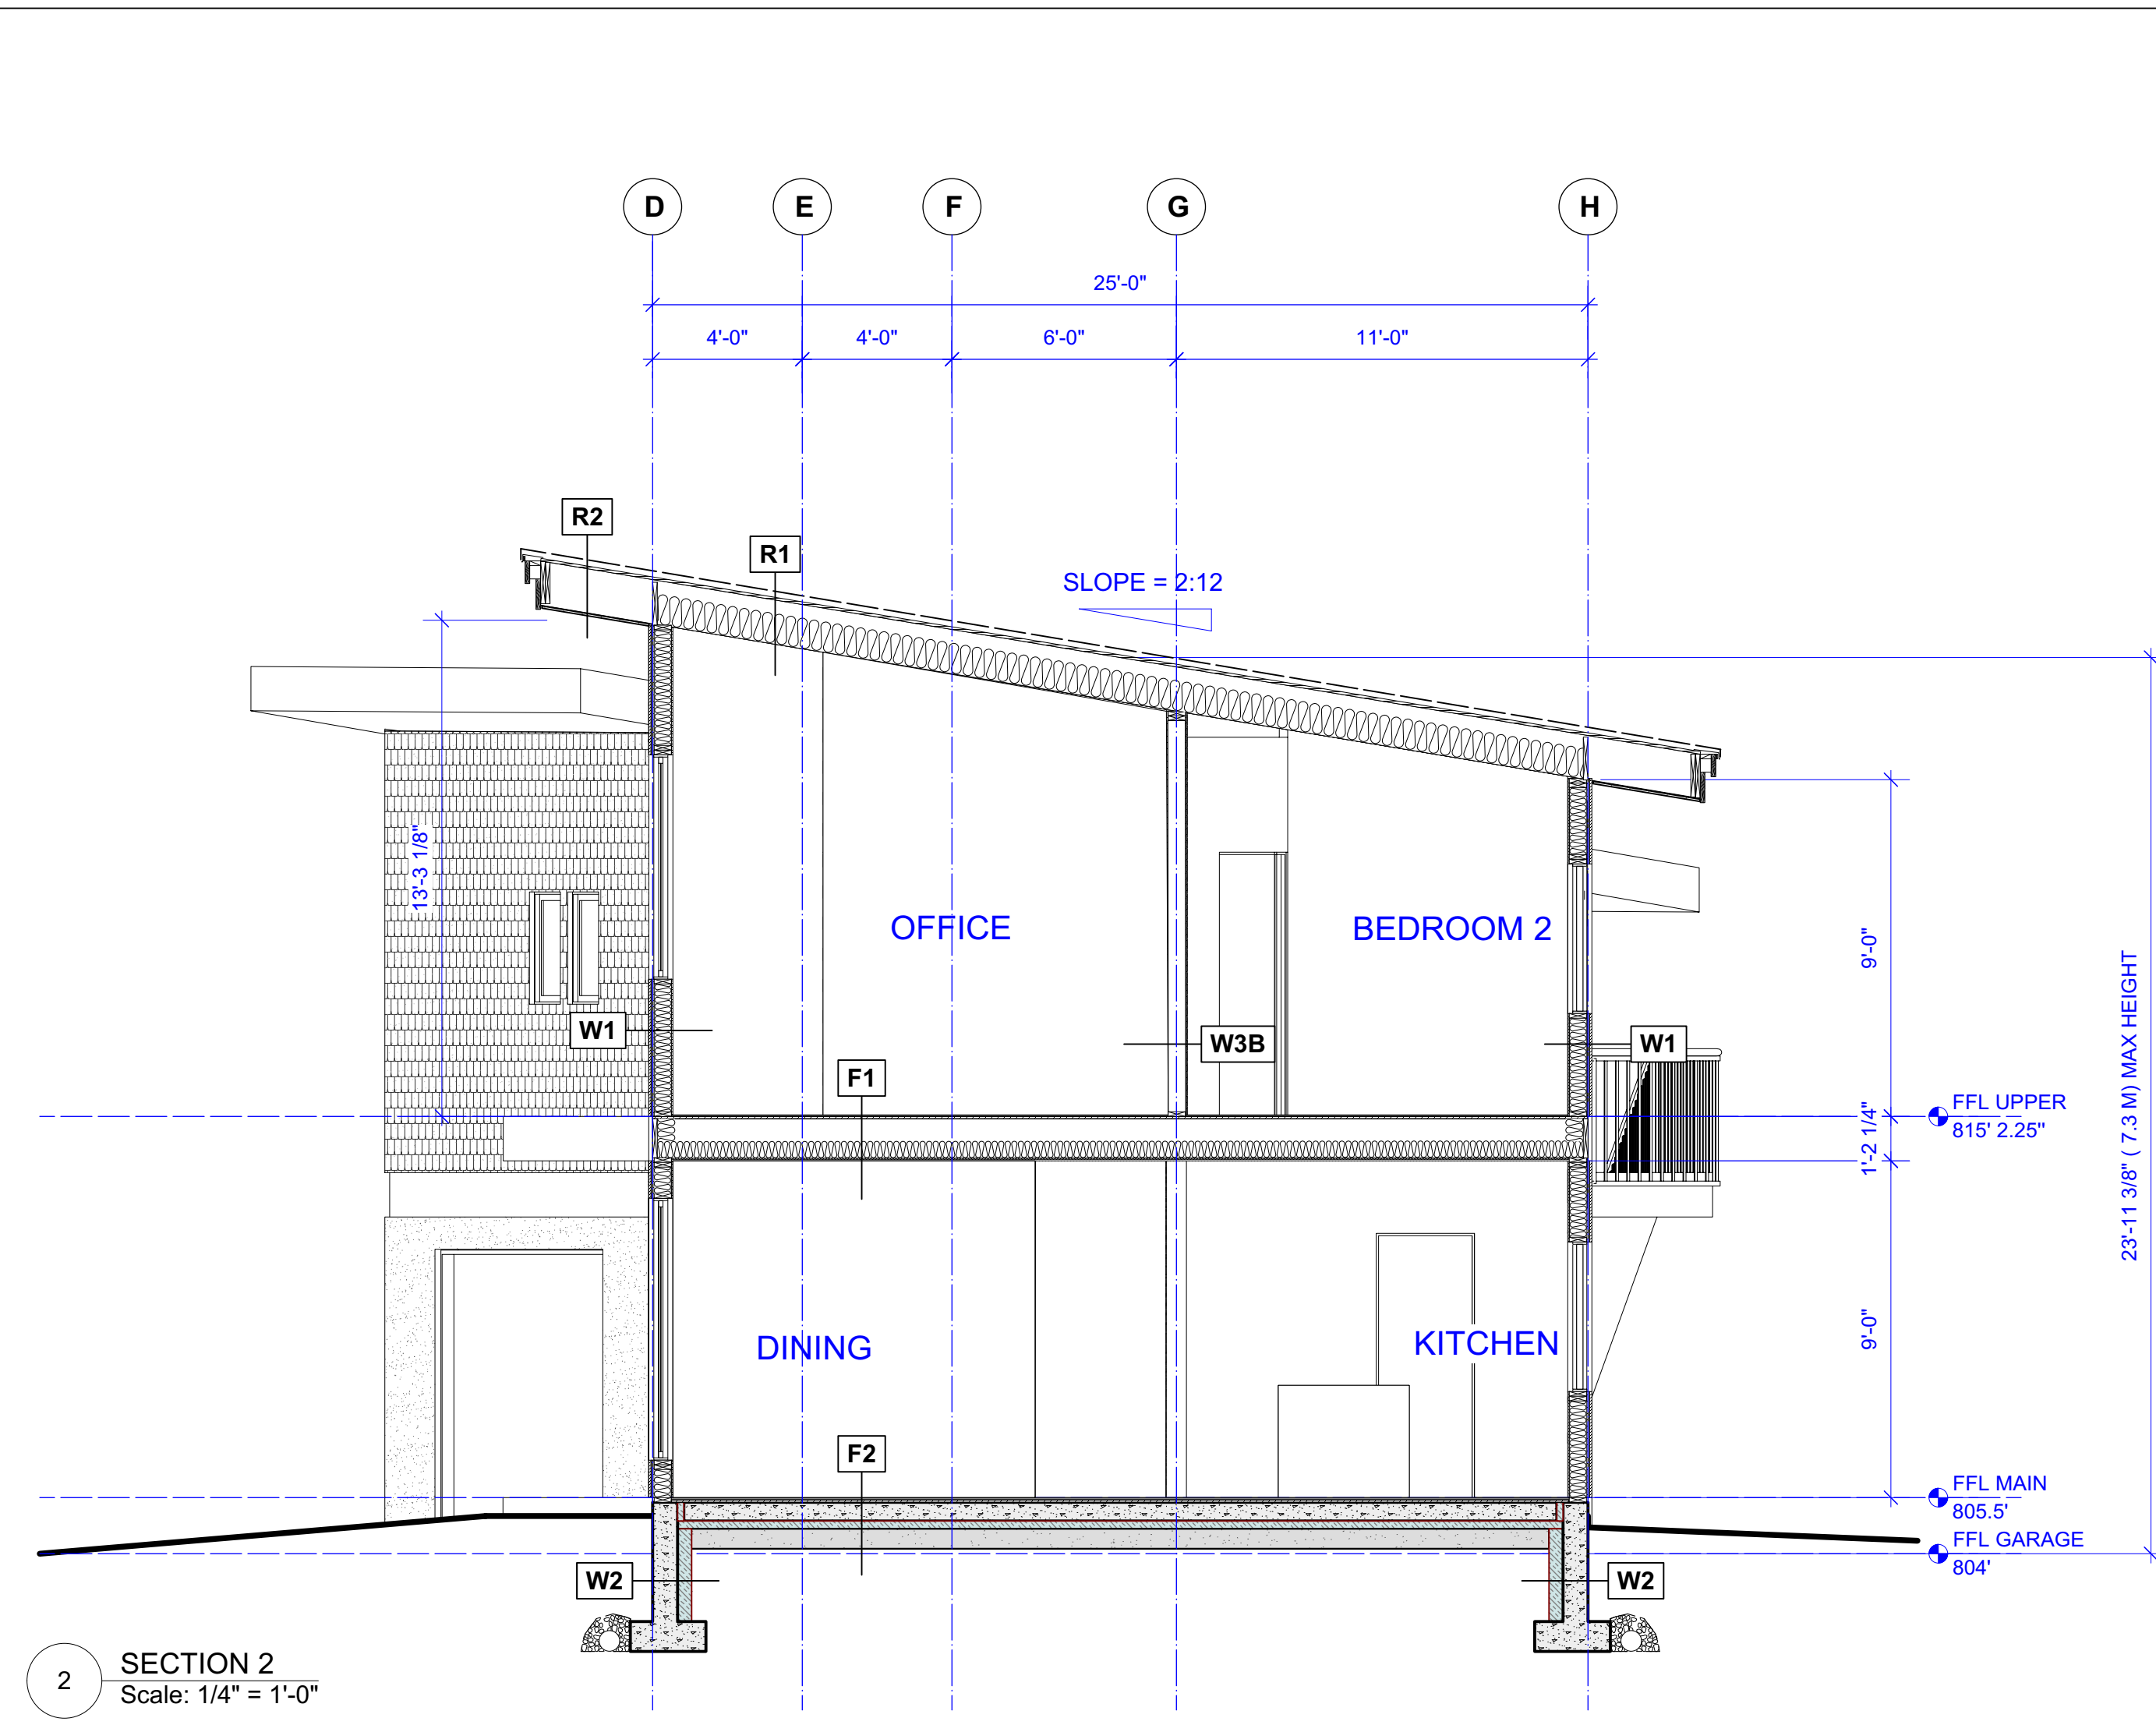 D
E
F
G
H
25'-0"
4'-0"
4'-0"
6'-0"
11'-0"
R2
R1
SLOPE = 2:12
13'-3 1/8"
OFFICE
BEDROOM 2
9'-0"
23'-11 3/8" ( 7.3 M) MAX HEIGHT
W1
W3B
W1
F1
FFL UPPER
815' 2.25"
1'-2 1/4"
DINING
KITCHEN
9'-0"
F2
FFL MAIN
805.5'
FFL GARAGE
804'
W2
W2
2
SECTION 2
Scale: 1/4" = 1'-0"